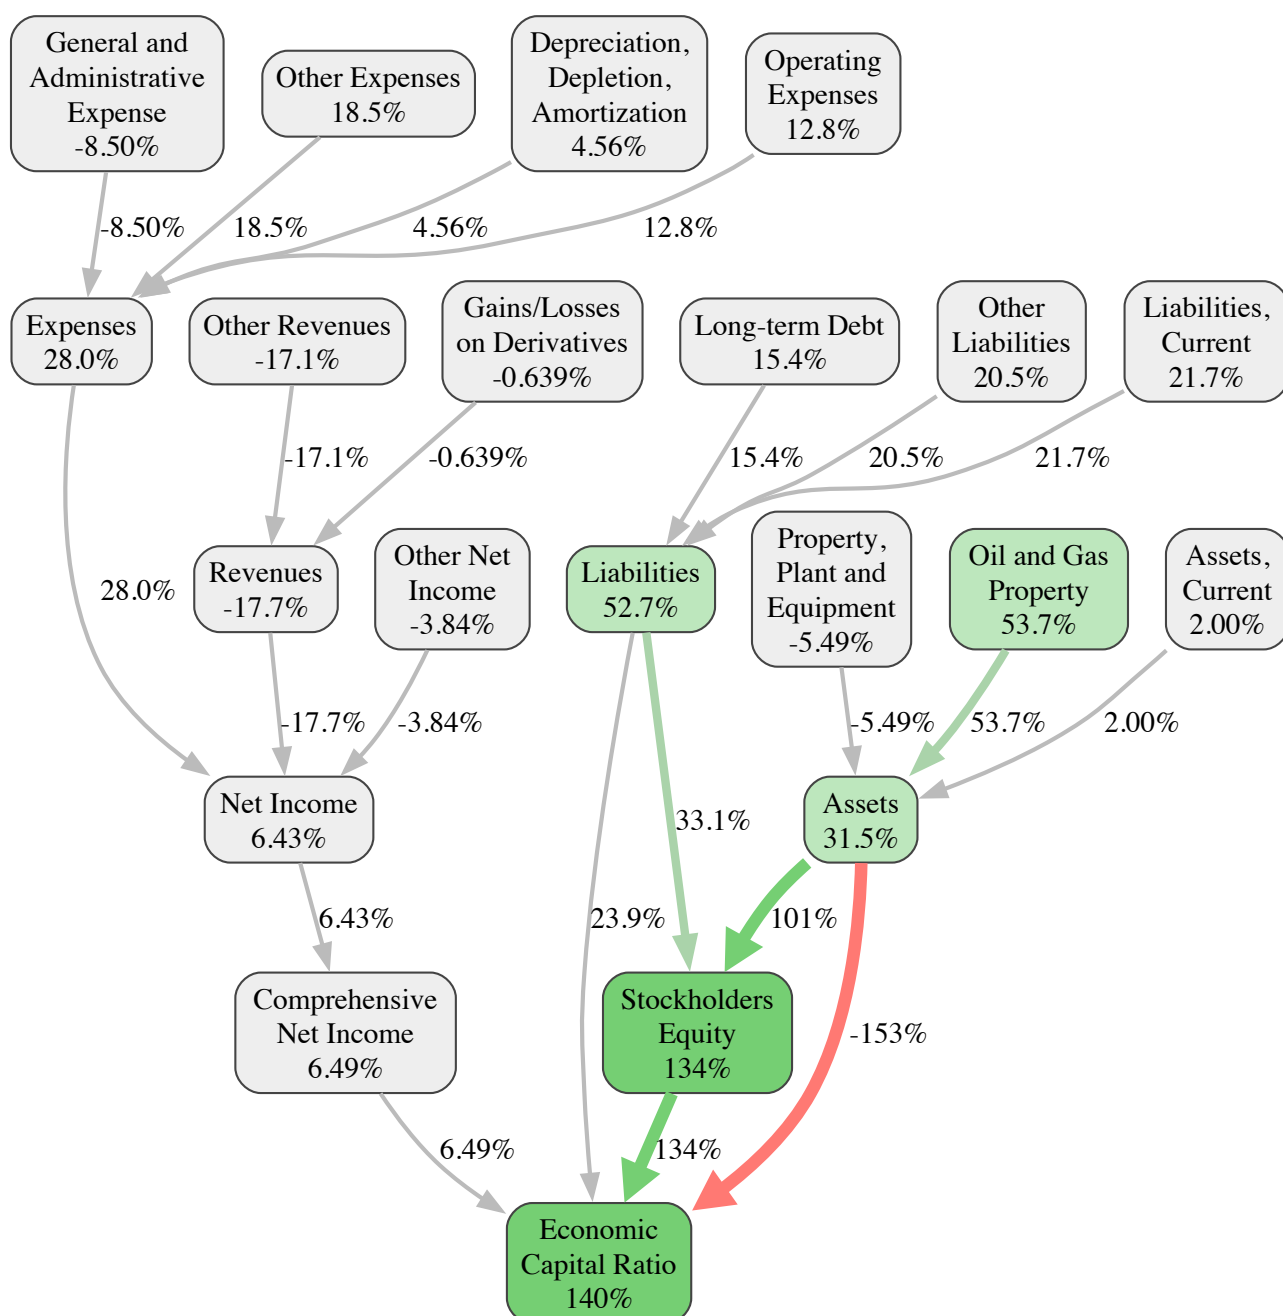 General and
Administrative
Expense
-8.50%
Other Expenses
18.5%
Depreciation,
Depletion,
Amortization
4.56%
Operating
Expenses
12.8%
-8.50%
18.5%
4.56%
12.8%
Expenses
28.0%
Other Revenues
-17.1%
Gains/Losses
on Derivatives
-0.639%
Long-term Debt
15.4%
Other
Liabilities
20.5%
Liabilities,
Current
21.7%
-17.1%
-0.639%
15.4%
20.5%
21.7%
28.0%
Revenues
-17.7%
Other Net
Income
-3.84%
Liabilities
52.7%
Property,
Plant and
Equipment
-5.49%
Oil and Gas
Property
53.7%
Assets,
Current
2.00%
-17.7%
-3.84%
-5.49%
53.7%
2.00%
Net Income
6.43%
33.1%
Assets
31.5%
6.43%
23.9%
101%
-153%
Comprehensive
Net Income
6.49%
Stockholders
Equity
134%
6.49%
134%
Economic
Capital Ratio
140%